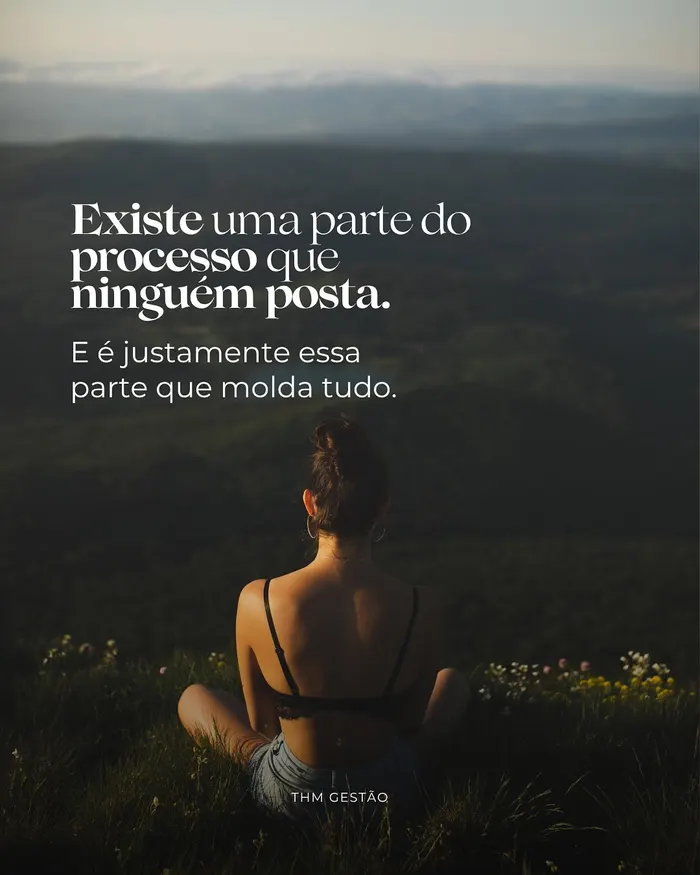 Existe uma parte do
processo que
ninguém posta.
E é justamente essa
parte que molda tudo.
THM GESTÃO